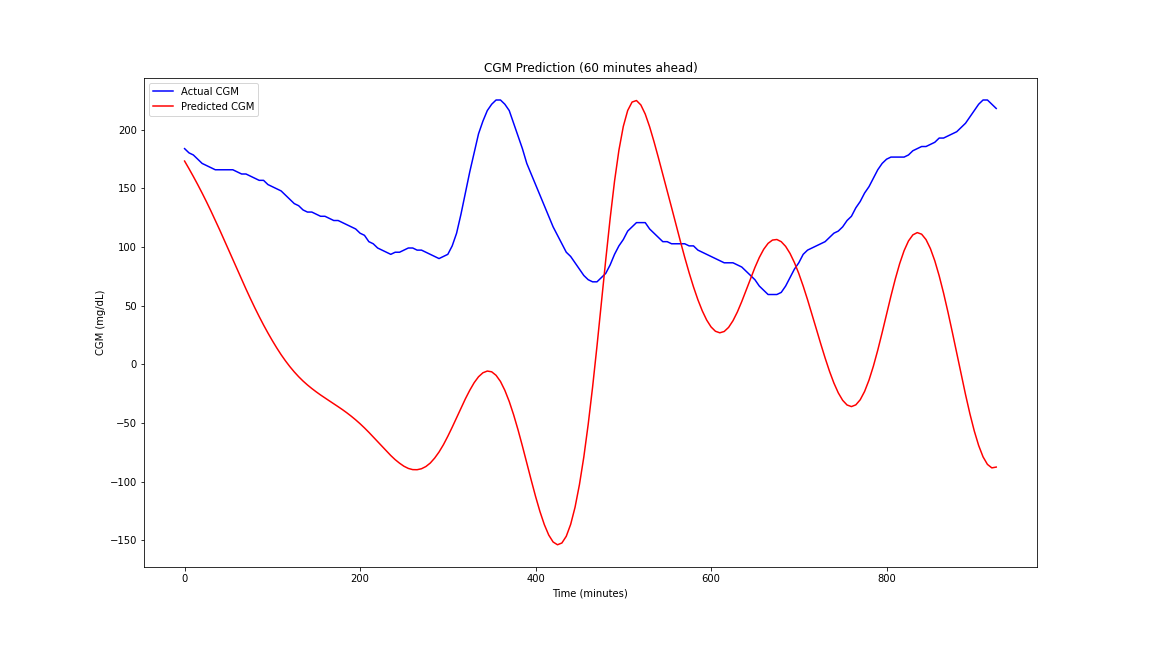 CGM Prediction (60 minutes ahead)
Actual CGM
Predicted CGM
200
150
100
50
0
−50
−100
−150
CGM (mg/dL)
0 200 400 600 800
Time (minutes)